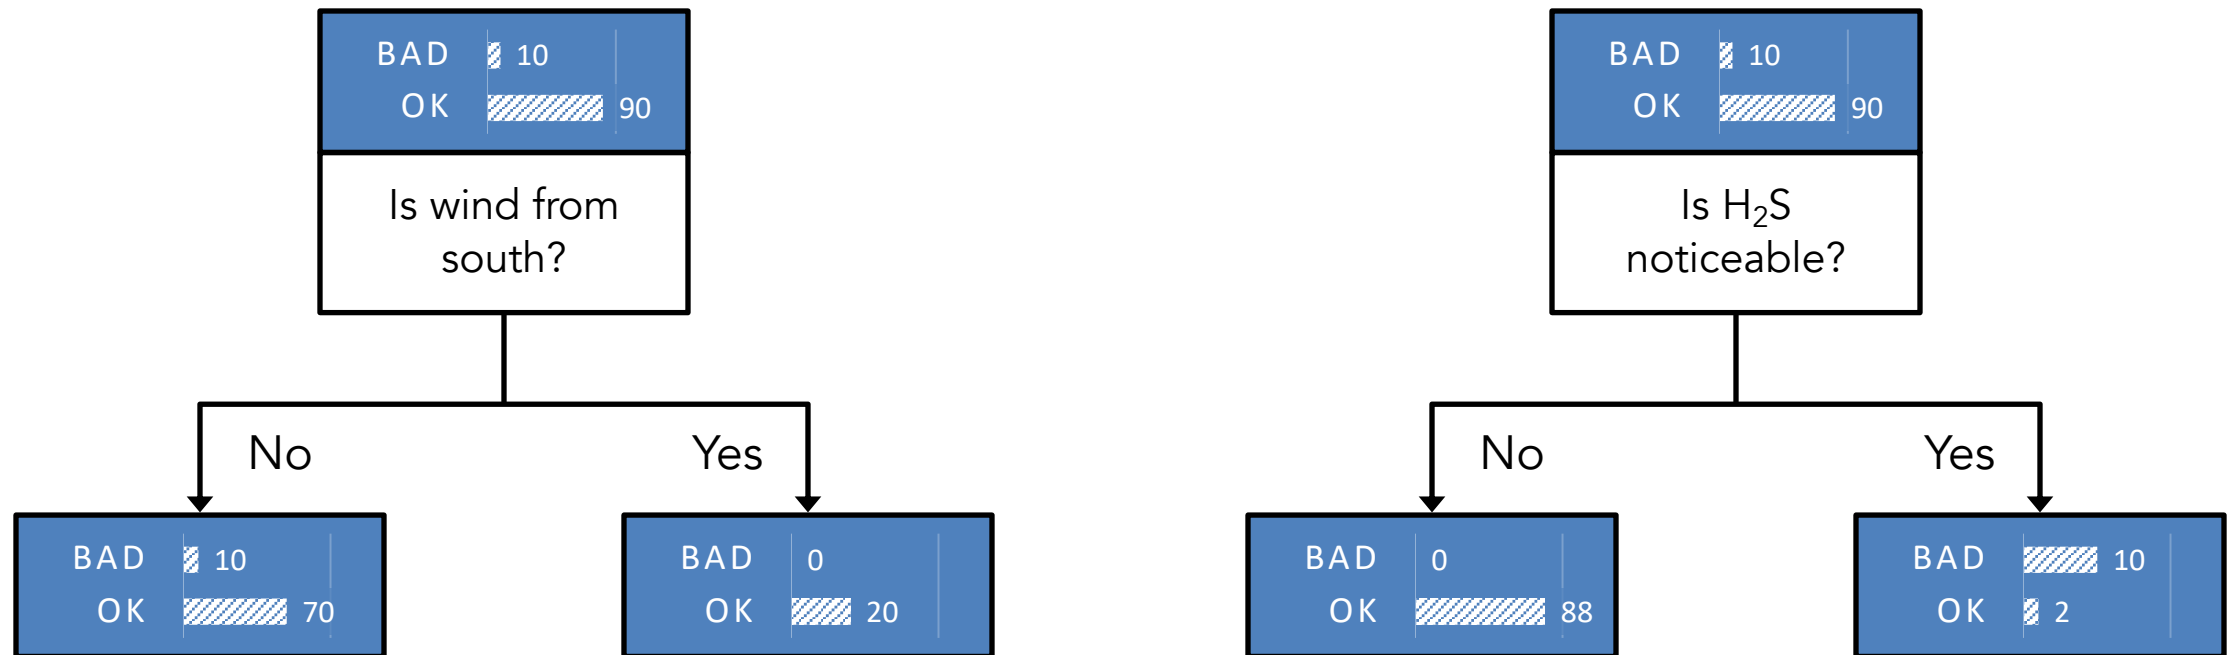 BAD 10
OK 90
Is wind from
south?
No
Yes
BAD 10
OK 70
BAD 0
OK 20
BAD 10
OK 90
Is H₂S
noticeable?
No
Yes
BAD 0
OK 88
BAD 10
OK 2